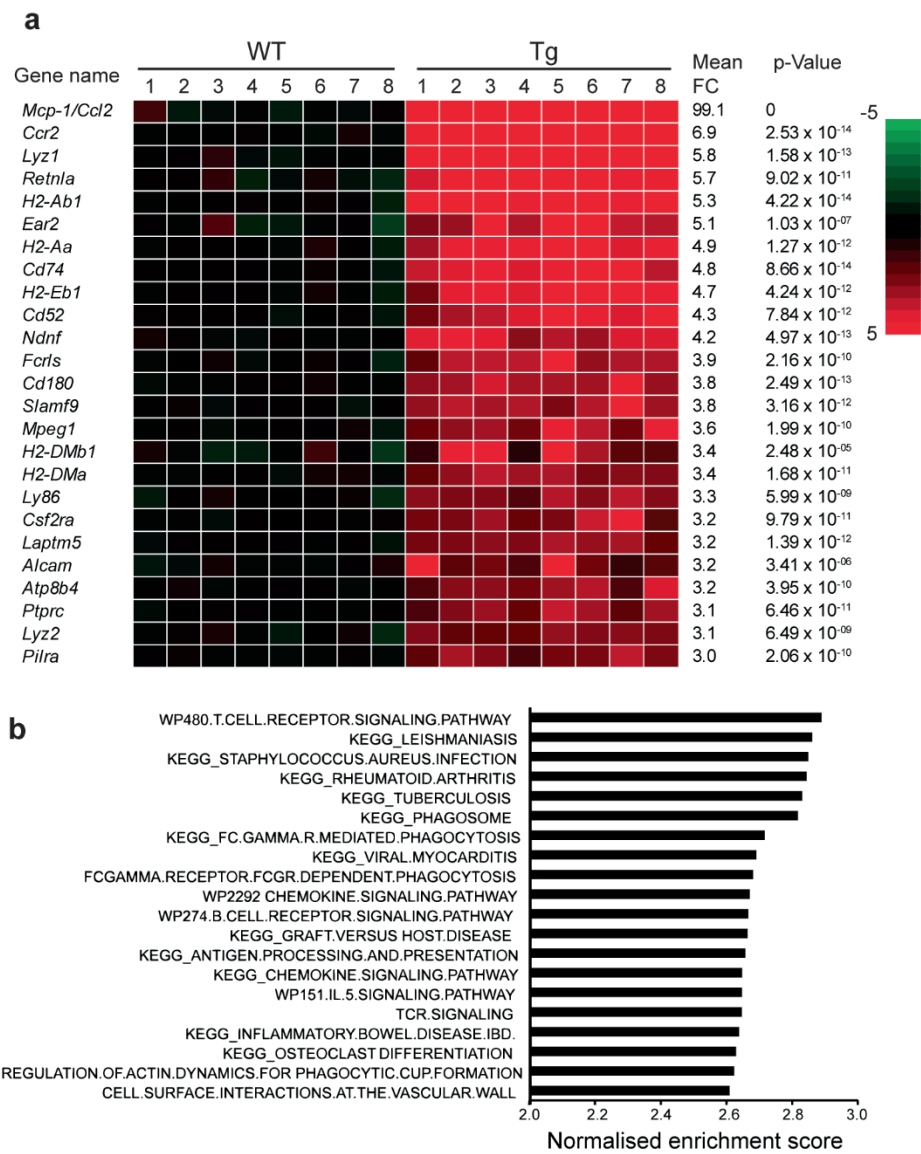 a
WT Tg
Gene name 1 2 3 4 5 6 7 8 1 2 3 4 5 6 7 8 Mean FC p-Value
Mcp-1/Ccl2 99.1 0
Ccr2 6.9 2.53 x 10⁻¹⁴
Lyz1 5.8 1.58 x 10⁻¹³
Retnla 5.7 9.02 x 10⁻¹¹
H2-Ab1 5.3 4.22 x 10⁻¹⁴
Ear2 5.1 1.03 x 10⁻⁰⁷
H2-Aa 4.9 1.27 x 10⁻¹²
Cd74 4.8 8.66 x 10⁻¹⁴
H2-Eb1 4.7 4.24 x 10⁻¹²
Cd52 4.3 7.84 x 10⁻¹²
Ndnf 4.2 4.97 x 10⁻¹³
Fcrls 3.9 2.16 x 10⁻¹⁰
Cd180 3.8 2.49 x 10⁻¹³
Slamf9 3.8 3.16 x 10⁻¹²
Mpeg1 3.6 1.99 x 10⁻¹⁰
H2-DMb1 3.4 2.48 x 10⁻⁰⁵
H2-DMa 3.4 1.68 x 10⁻¹¹
Ly86 3.3 5.99 x 10⁻⁰⁹
Csf2ra 3.2 9.79 x 10⁻¹¹
Laptm5 3.2 1.39 x 10⁻¹²
Alcam 3.2 3.41 x 10⁻⁰⁶
Atp8b4 3.2 3.95 x 10⁻¹⁰
Ptprc 3.1 6.46 x 10⁻¹¹
Lyz2 3.1 6.49 x 10⁻⁰⁹
Pilra 3.0 2.06 x 10⁻¹⁰
-5
5
b
WP480.T.CELL.RECEPTOR.SIGNALING.PATHWAY
KEGG_LEISHMANIASIS
KEGG_STAPHYLOCOCCUS.AUREUS.INFECTION
KEGG_RHEUMATOID.ARTHRITIS
KEGG_TUBERCULOSIS
KEGG_PHAGOSOME
KEGG_FC.GAMMA.R.MEDIATED.PHAGOCYTOSIS
KEGG_VIRAL.MYOCARDITIS
FCGAMMA.RECEPTOR.FCGR.DEPENDENT.PHAGOCYTOSIS
WP2292 CHEMOKINE.SIGNALING.PATHWAY
WP274.B.CELL.RECEPTOR.SIGNALING.PATHWAY
KEGG_GRAFT.VERSUS HOST.DISEASE
KEGG_ANTIGEN.PROCESSING.AND.PRESENTATION
KEGG_CHEMOKINE.SIGNALING.PATHWAY
WP151.IL.5.SIGNALING.PATHWAY
TCR.SIGNALING
KEGG_INFLAMMATORY.BOWEL.DISEASE.IBD.
KEGG_OSTEOCLAST DIFFERENTIATION
REGULATION.OF.ACTIN.DYNAMICS.FOR PHAGOCYTIC.CUP.FORMATION
CELL.SURFACE.INTERACTIONS.AT.THE.VASCULAR.WALL
2.0 2.2 2.4 2.6 2.8 3.0
Normalised enrichment score